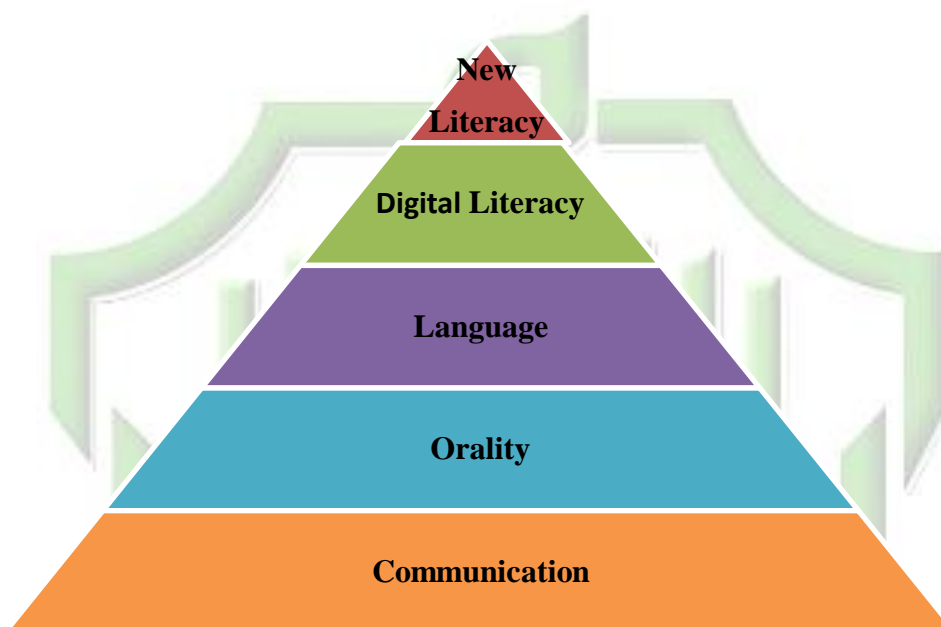 New
Literacy
Digital Literacy
Language
Orality
Communication